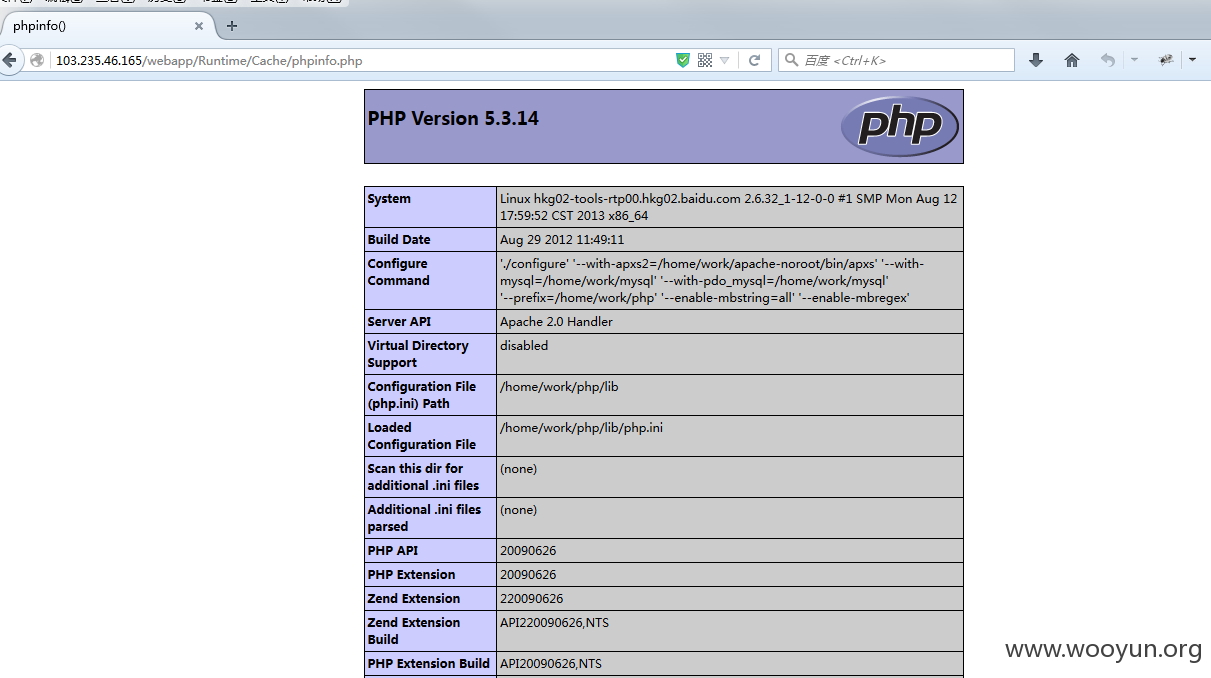 phpinfo()
103.235.46.165/webapp/Runtime/Cache/phpinfo.php
百度 <Ctrl+K>
PHP Version 5.3.14
php
System
Linux hkg02-tools-rtp00.hkg02.baidu.com 2.6.32_1-12-0-0 #1 SMP Mon Aug 12
17:59:52 CST 2013 x86_64
Build Date
Aug 29 2012 11:49:11
Configure
Command
'./configure' '--with-apxs2=/home/work/apache-noroot/bin/apxs' '--with-
mysql=/home/work/mysql' '--with-pdo_mysql=/home/work/mysql'
'--prefix=/home/work/php' '--enable-mbstring=all' '--enable-mbregex'
Server API
Apache 2.0 Handler
Virtual Directory
Support
disabled
Configuration File
(php.ini) Path
/home/work/php/lib
Loaded
Configuration File
/home/work/php/lib/php.ini
Scan this dir for
additional .ini files
(none)
Additional .ini files
parsed
(none)
PHP API
20090626
PHP Extension
20090626
Zend Extension
220090626
Zend Extension
Build
API220090626,NTS
PHP Extension Build
API20090626,NTS
www.wooyun.org